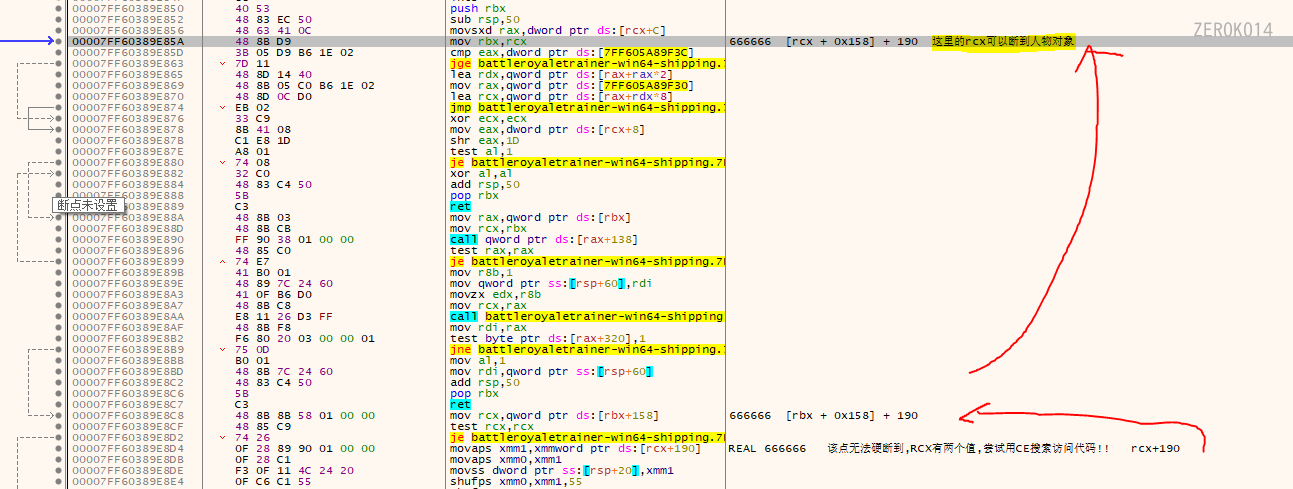 00007FF60389E850 40 53 push rbx
00007FF60389E852 48 83 EC 50 sub rsp,50
00007FF60389E856 48 63 41 0C movsxd rax,dword ptr ds:[rcx+C]
ZEROK014
00007FF60389E85A 48 8B D9 mov rbx,rcx 666666 [rcx + 0x158] + 190 这里的rcx可以断到人物对象
00007FF60389E85D 3B 05 D9 B6 1E 02 cmp eax,dword ptr ds:[7FF605A89F3C]
00007FF60389E863 7D 11 jge battleroyaletrainer-win64-shipping.
00007FF60389E865 48 8D 14 40 lea rdx,qword ptr ds:[rax+rax*2]
00007FF60389E869 48 8B 05 C0 B6 1E 02 mov rax,qword ptr ds:[7FF605A89F30]
00007FF60389E870 48 8D 0C D0 lea rcx,qword ptr ds:[rax+rdx*8]
00007FF60389E874 EB 02 jmp battleroyaletrainer-win64-shipping.
00007FF60389E876 33 C9 xor ecx,ecx
00007FF60389E878 8B 41 08 mov eax,dword ptr ds:[rcx+8]
00007FF60389E87B C1 E8 1D shr eax,1D
00007FF60389E87E A8 01 test al,1
00007FF60389E880 74 08 je battleroyaletrainer-win64-shipping.7
00007FF60389E882 32 C0 xor al,al
00007FF60389E884 48 83 C4 50 add rsp,50
00007FF60389E888 5B pop rbx
断点未设置
00007FF60389E889 C3 ret
00007FF60389E88A 48 8B 03 mov rax,qword ptr ds:[rbx]
00007FF60389E88D 48 8B CB mov rcx,rbx
00007FF60389E890 FF 90 38 01 00 00 call qword ptr ds:[rax+138]
00007FF60389E896 48 85 C0 test rax,rax
00007FF60389E899 74 E7 je battleroyaletrainer-win64-shipping.7
00007FF60389E89B 41 B0 01 mov r8b,1
00007FF60389E89E 48 89 7C 24 60 mov qword ptr ss:[rsp+60],rdi
00007FF60389E8A3 41 0F B6 D0 movzx edx,r8b
00007FF60389E8A7 48 8B C8 mov rcx,rax
00007FF60389E8AA E8 11 26 D3 FF call battleroyaletrainer-win64-shipping
00007FF60389E8AF 48 8B F8 mov rdi,rax
00007FF60389E8B2 F6 80 20 03 00 00 01 test byte ptr ds:[rax+320],1
00007FF60389E8B9 75 0D jne battleroyaletrainer-win64-shipping.
00007FF60389E8BB B0 01 mov al,1
00007FF60389E8BD 48 8B 7C 24 60 mov rdi,qword ptr ss:[rsp+60]
00007FF60389E8C2 48 83 C4 50 add rsp,50
00007FF60389E8C6 5B pop rbx
00007FF60389E8C7 C3 ret
00007FF60389E8C8 48 8B 8B 58 01 00 00 mov rcx,qword ptr ds:[rbx+158] 666666 [rbx + 0x158] + 190
00007FF60389E8CF 48 85 C9 test rcx,rcx
00007FF60389E8D2 74 26 je battleroyaletrainer-win64-shipping.7
00007FF60389E8D4 0F 28 89 90 01 00 00 movaps xmm1,xmmword ptr ds:[rcx+190] REAL 666666 该点无法硬断到,RCX有两个值,尝试用CE搜索访问代码!! rcx+190
00007FF60389E8DB 0F 28 C1 movaps xmm0,xmm1
00007FF60389E8DE F3 0F 11 4C 24 20 movss dword ptr ss:[rsp+20],xmm1
00007FF60389E8E4 0F C6 C1 55 shufps xmm0,xmm1,55